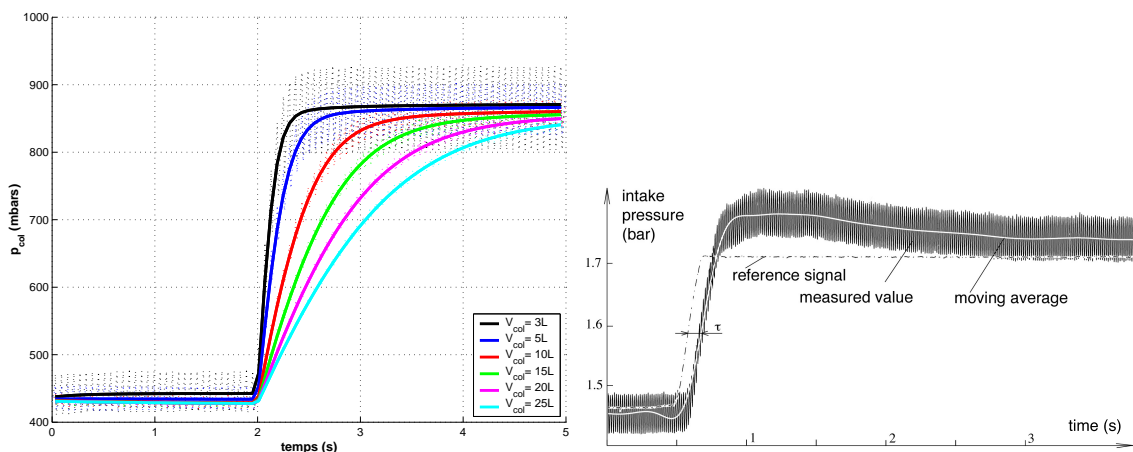 1000
900
800
700
600
500
400
p_col (mbars)
0
1
2
3
4
5
temps (s)
V_col= 3L
V_col= 5L
V_col= 10L
V_col= 15L
V_col= 20L
V_col= 25L
intake
pressure
(bar)
1.7
1.6
1.5
reference signal
measured value
moving average
τ
time (s)
1
2
3